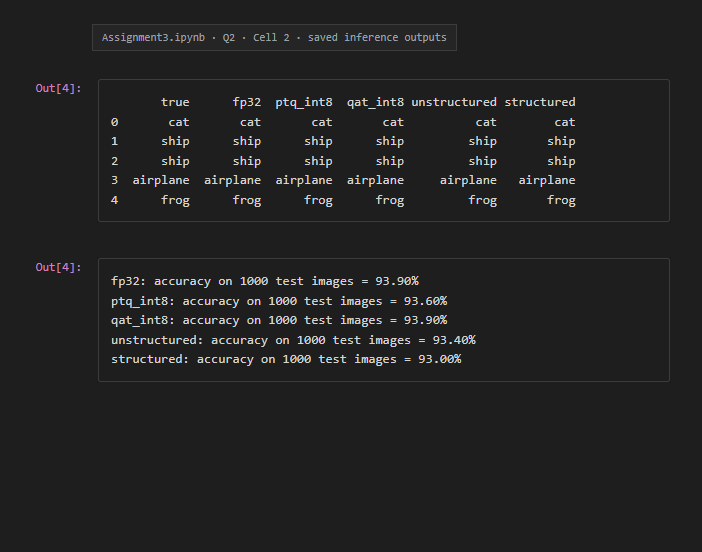 Assignment3.ipynb · Q2 · Cell 2 · saved inference outputs
Out[4]:
true fp32 ptq_int8 qat_int8 unstructured structured
0 cat cat cat cat cat cat
1 ship ship ship ship ship ship
2 ship ship ship ship ship ship
3 airplane airplane airplane airplane airplane airplane
4 frog frog frog frog frog frog
Out[4]:
fp32: accuracy on 1000 test images = 93.90%
ptq_int8: accuracy on 1000 test images = 93.60%
qat_int8: accuracy on 1000 test images = 93.90%
unstructured: accuracy on 1000 test images = 93.40%
structured: accuracy on 1000 test images = 93.00%